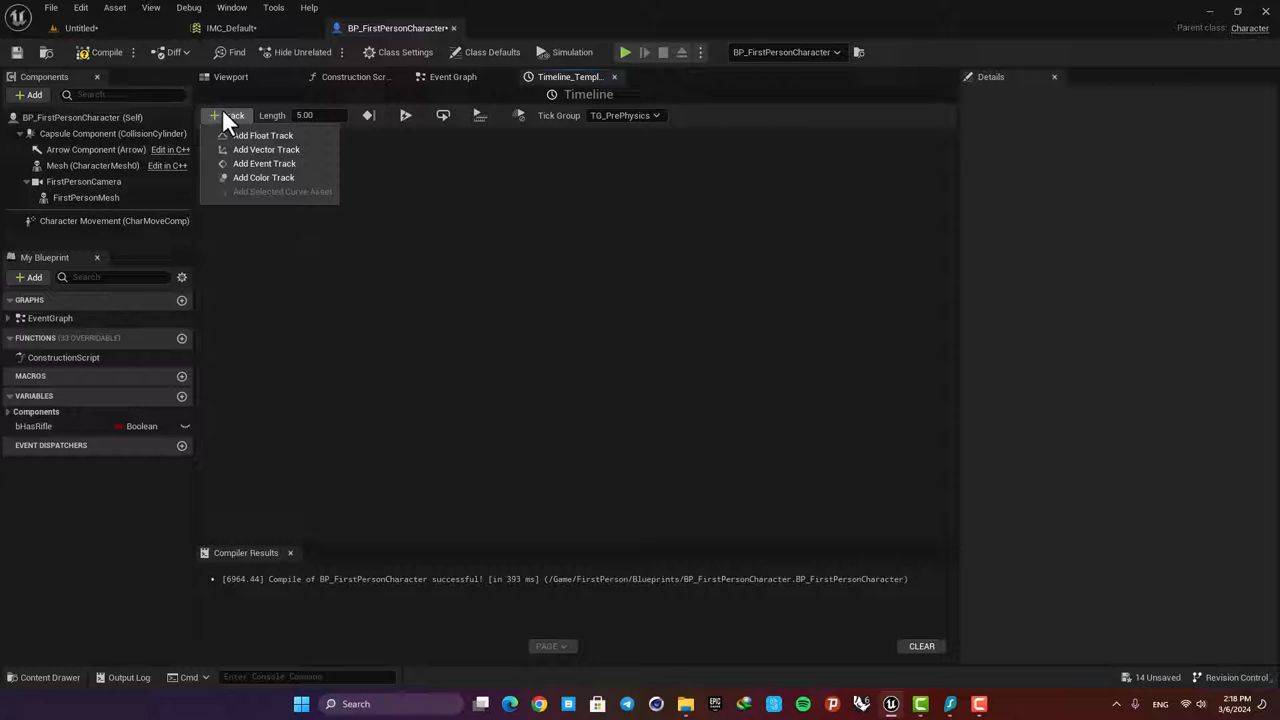 File Edit Asset View Debug Window Tools Help
Untitled• IMC_Default• BP_FirstPersonCharacter•
Parent class: Character
Compile Diff Find Hide Unrelated Class Settings Class Defaults Simulation BP_FirstPersonCharacter
Components Viewport Construction Scr... Event Graph Timeline_Templ... Details
Add Search... Timeline
Track Length 5.00 Tick Group TG_PrePhysics
BP_FirstPersonCharacter (Self)
Capsule Component (CollisionCylinder)
Arrow Component (Arrow) Edit in C++
Mesh (CharacterMesh0) Edit in C++
FirstPersonCamera
FirstPersonMesh
Character Movement (CharMoveComp)
Add Float Track
Add Vector Track
Add Event Track
Add Color Track
Add Selected Curve Asset
My Blueprint
Add Search
GRAPHS
EventGraph
FUNCTIONS (33 OVERRIDABLE)
ConstructionScript
MACROS
VARIABLES
Components
bHasRifle Boolean
EVENT DISPATCHERS
Compiler Results
• [6964.44] Compile of BP_FirstPersonCharacter successful! [in 393 ms] (/Game/FirstPerson/Blueprints/BP_FirstPersonCharacter.BP_FirstPersonCharacter)
PAGE CLEAR
Content Drawer Output Log Cmd Enter Console Command 14 Unsaved Revision Control
Search ENG 2:18 PM
3/6/2024